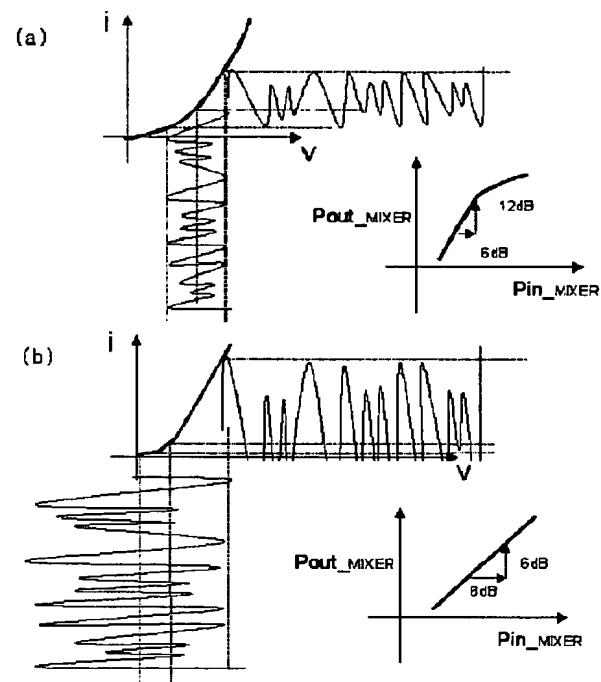 (a)
i
V
Pout_MIXER
12dB
6dB
Pin_MIXER
(b)
i
V
Pout_MIXER
6dB
6dB
Pin_MIXER